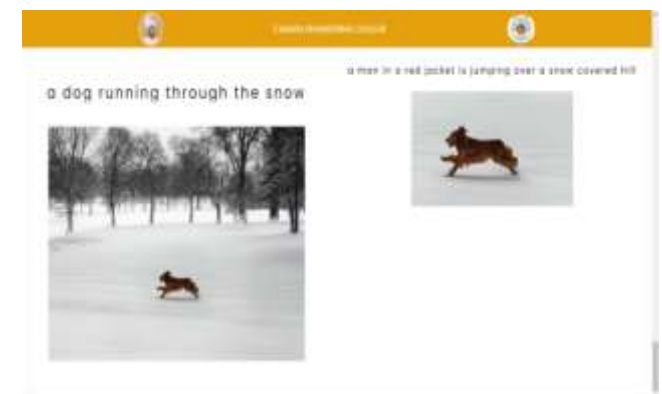 a dog running through the snow
a man in a red jacket is jumping over a snow covered hill